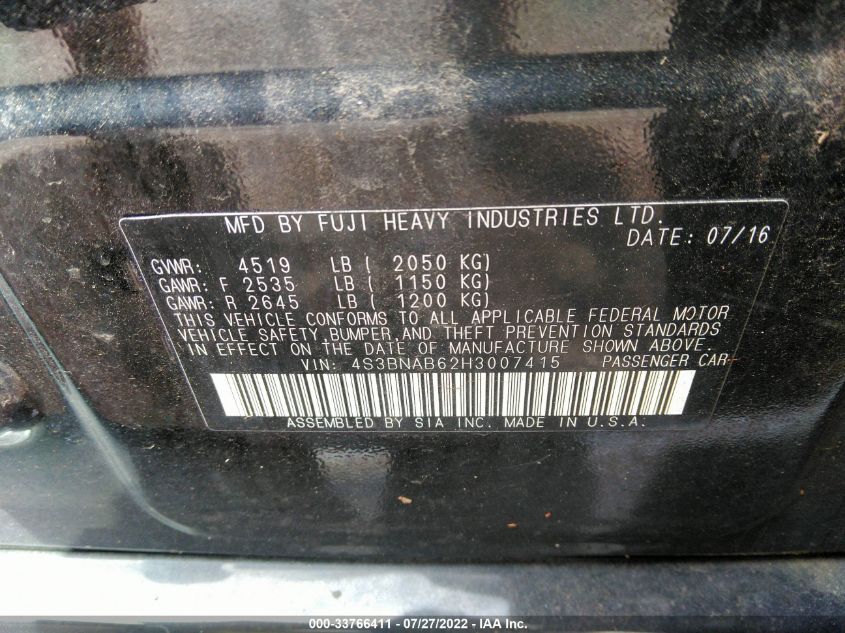 MFD BY FUJI HEAVY INDUSTRIES LTD.
DATE: 07/16
GVWR: 4519 LB ( 2050 KG)
GAWR: F 2535 LB ( 1150 KG)
GAWR: R 2645 LB ( 1200 KG)
THIS VEHICLE CONFORMS TO ALL APPLICABLE FEDERAL MOTOR
VEHICLE SAFETY, BUMPER, AND THEFT PREVENTION STANDARDS
IN EFFECT ON THE DATE OF MANUFACTURE SHOWN ABOVE.
VIN: 4S3BNAB62H3007415 PASSENGER CAR
ASSEMBLED BY SIA INC. MADE IN U.S.A.
000-33766411 - 07/27/2022 - IAA Inc.